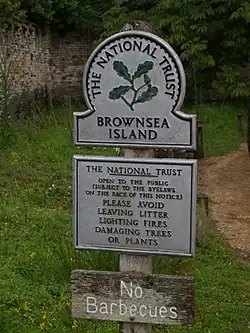 THE NATIONAL TRUST
BROWNSEA
ISLAND
THE NATIONAL TRUST
OPEN TO THE PUBLIC
(SUBJECT TO THE BYELAWS
ON THE BACK OF THIS NOTICE)
PLEASE AVOID
LEAVING LITTER
LIGHTING FIRES
DAMAGING TREES
OR PLANTS
No
Barbecues